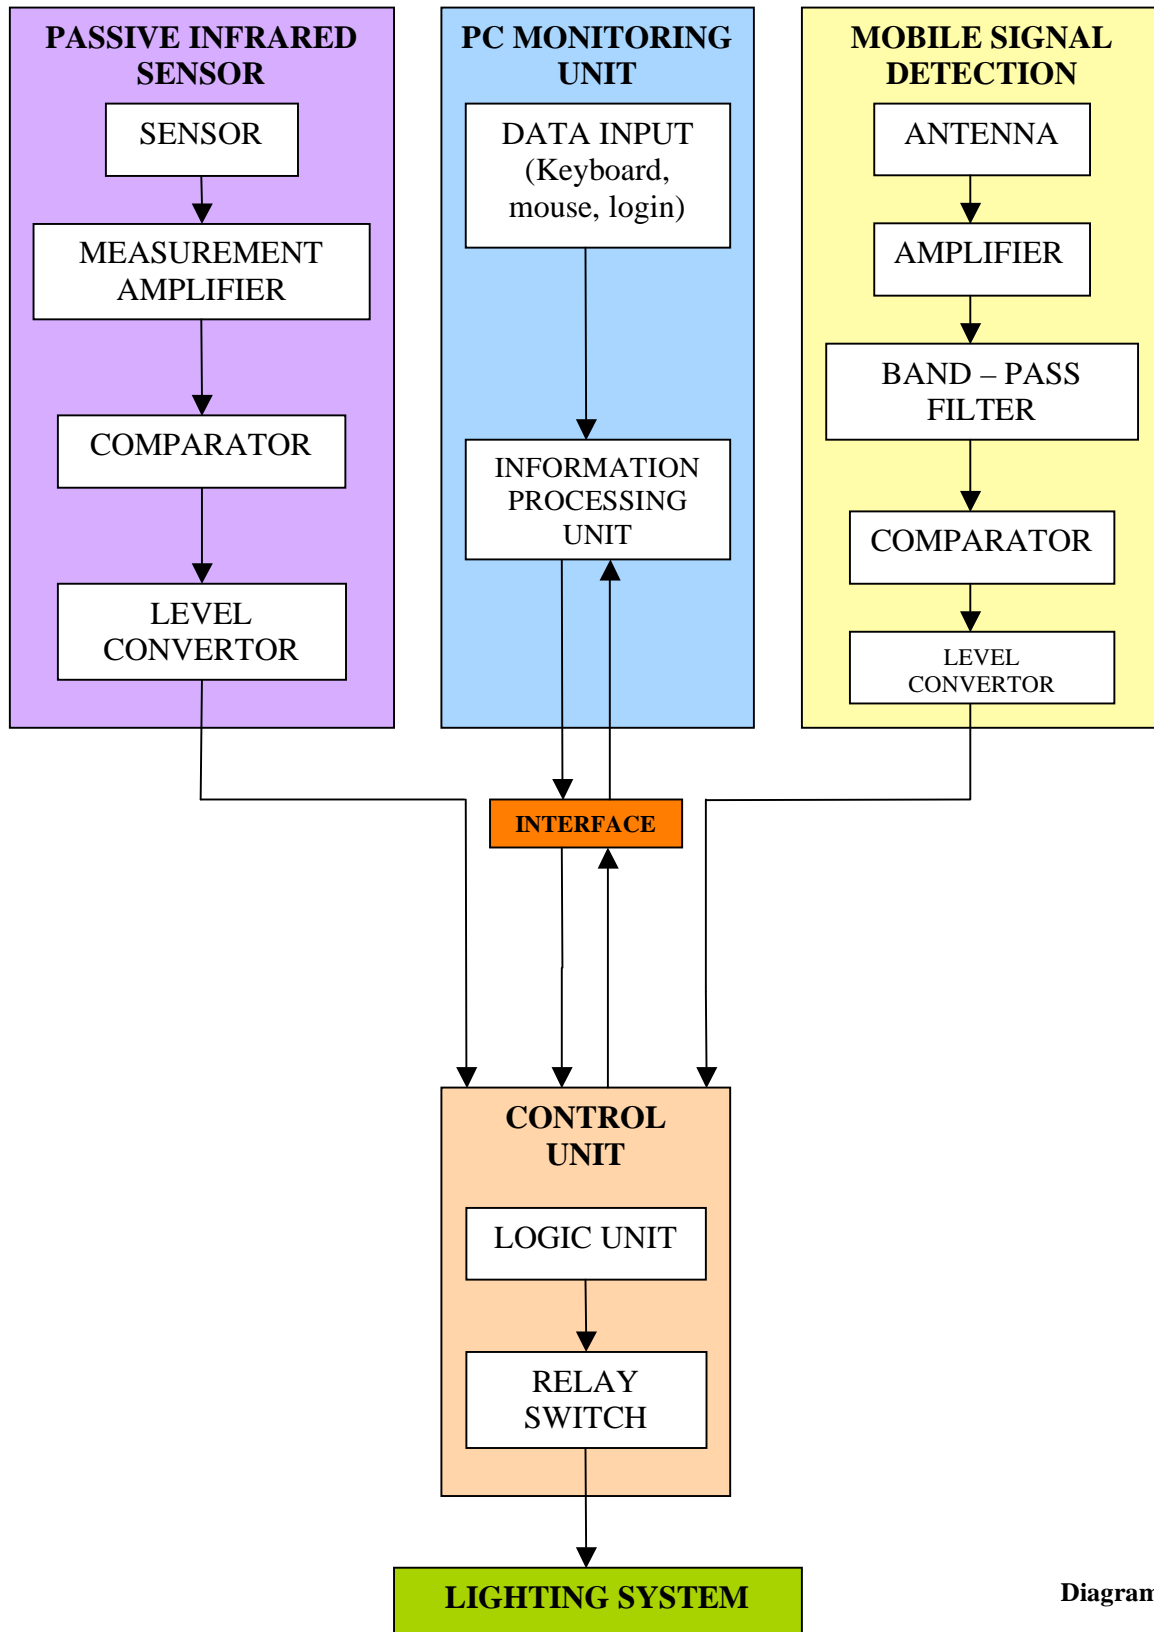 PASSIVE INFRARED
SENSOR
SENSOR
MEASUREMENT
AMPLIFIER
COMPARATOR
LEVEL
CONVERTOR
PC MONITORING
UNIT
DATA INPUT
(Keyboard,
mouse, login)
INFORMATION
PROCESSING
UNIT
MOBILE SIGNAL
DETECTION
ANTENNA
AMPLIFIER
BAND – PASS
FILTER
COMPARATOR
LEVEL
CONVERTOR
INTERFACE
CONTROL
UNIT
LOGIC UNIT
RELAY
SWITCH
LIGHTING SYSTEM
Diagram